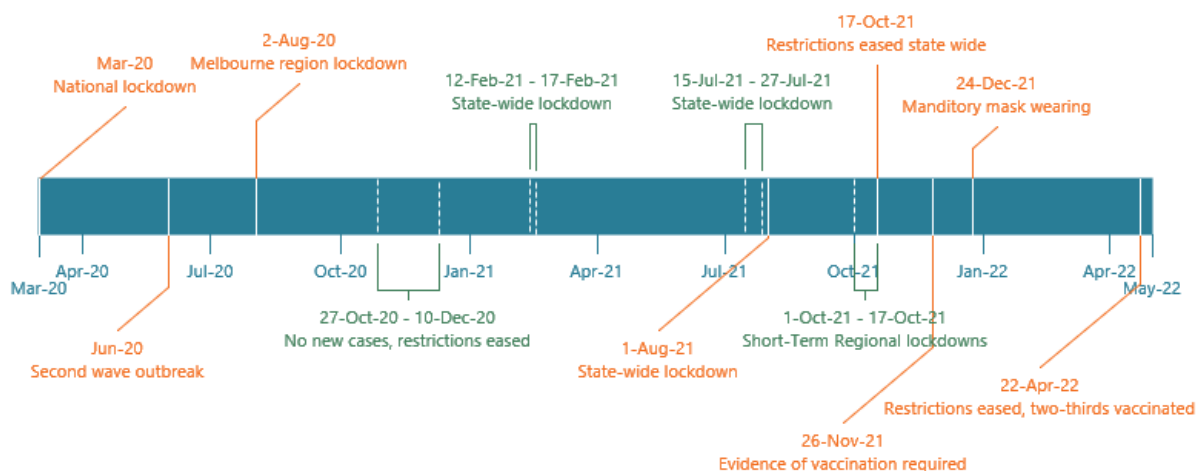 17-Oct-21
Restrictions eased state wide
2-Aug-20
Melbourne region lockdown
Mar-20
National lockdown
12-Feb-21 - 17-Feb-21
State-wide lockdown
15-Jul-21 - 27-Jul-21
State-wide lockdown
24-Dec-21
Manditory mask wearing
Mar-20
Apr-20
Jul-20
Oct-20
Jan-21
Apr-21
Jul-21
Oct-21
Jan-22
Apr-22
May-22
27-Oct-20 - 10-Dec-20
No new cases, restrictions eased
1-Oct-21 - 17-Oct-21
Short-Term Regional lockdowns
Jun-20
Second wave outbreak
1-Aug-21
State-wide lockdown
22-Apr-22
Restrictions eased, two-thirds vaccinated
26-Nov-21
Evidence of vaccination required